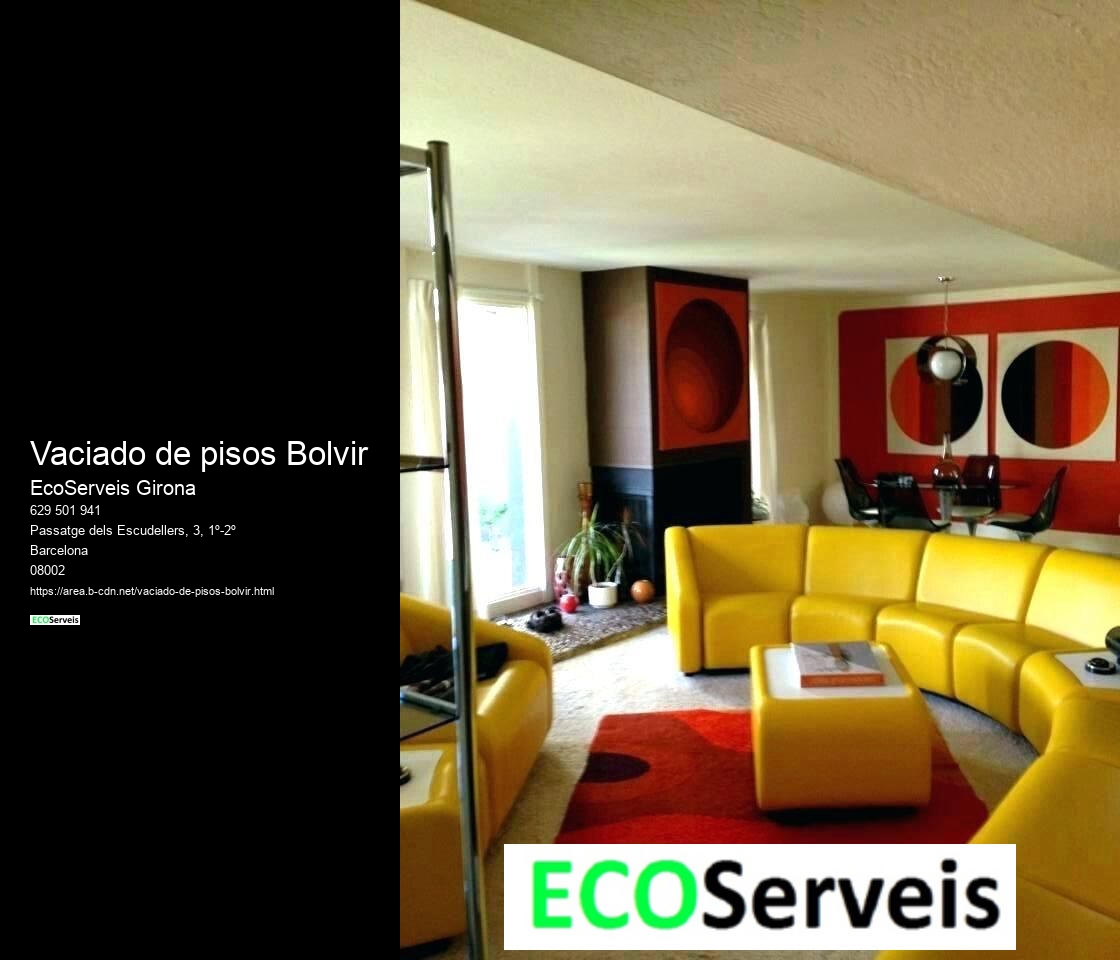 Vaciado de pisos Bolvir
EcoServeis Girona
629 501 941
Passatge dels Escudellers, 3, 1º-2º
Barcelona
08002
https://area.b-cdn.net/vaciado-de-pisos-bolvir.html
ECOServeis
ECOServeis